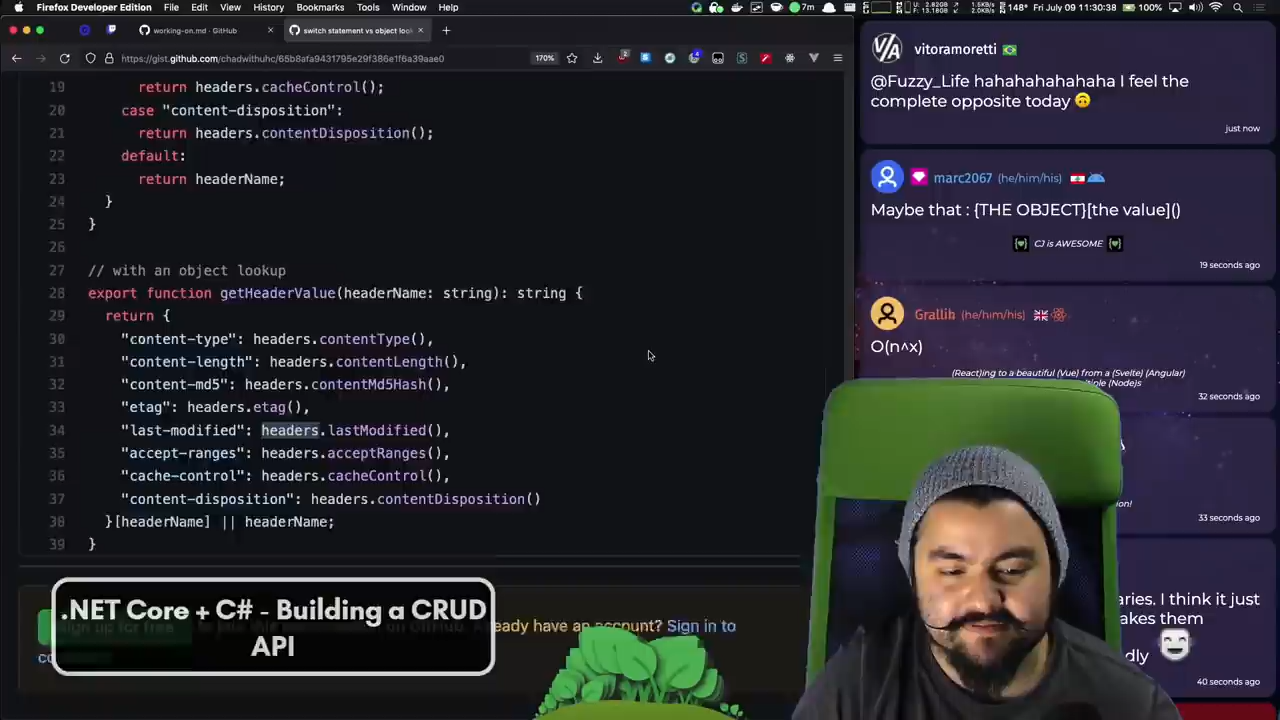 Firefox Developer Edition File Edit View History Bookmarks Tools Window Help
7m
148° Fri July 09 11:30:38 100%
working-on.md · GitHub
switch statement vs object look
https://gist.github.com/chadwithuhc/65b8afa9431795e29f386e1f6a39aae0
170%
19 return headers.cacheControl();
20 case "content-disposition":
21 return headers.contentDisposition();
22 default:
23 return headerName;
24 }
25 }
26
27 // with an object lookup
28 export function getHeaderValue(headerName: string): string {
29 return {
30 "content-type": headers.contentType(),
31 "content-length": headers.contentLength(),
32 "content-md5": headers.contentMd5Hash(),
33 "etag": headers.etag(),
34 "last-modified": headers.lastModified(),
35 "accept-ranges": headers.acceptRanges(),
36 "cache-control": headers.cacheControl(),
37 "content-disposition": headers.contentDisposition()
38 }[headerName] || headerName;
39 }
.NET Core + C# - Building a CRUD
API
Already have an account? Sign in to
vitoramoretti
@Fuzzy_Life hahahahahahaha I feel the
complete opposite today
just now
marc2067 (he/him/his)
Maybe that : {THE OBJECT}[the value]()
CJ is AWESOME
19 seconds ago
Grallih (he/him/his)
O(n^x)
(React)ing to a beautiful (Vue) from a (Svelte) (Angular)
(Node)s
32 seconds ago
33 seconds ago
I think it just
akes them
dly
40 seconds ago